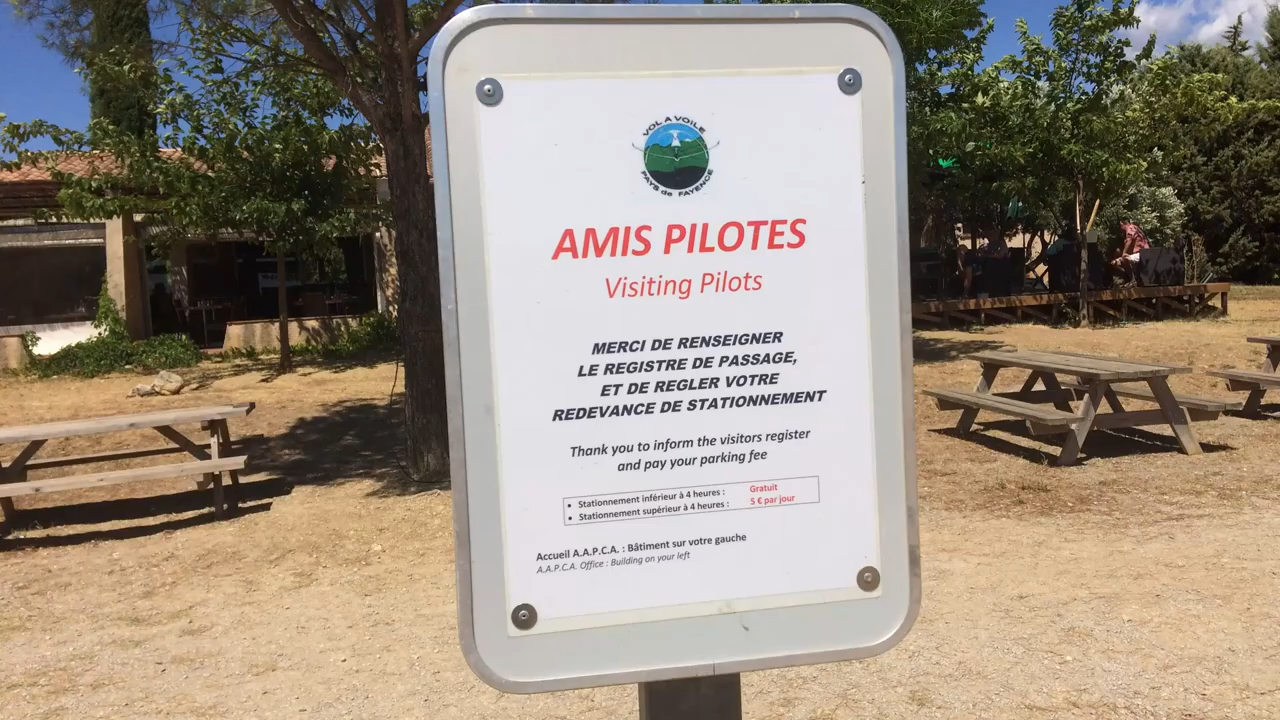 VOL A VOILE
PAYS de FAYENCE
AMIS PILOTES
Visiting Pilots
MERCI DE RENSEIGNER
LE REGISTRE DE PASSAGE,
ET DE REGLER VOTRE
REDEVANCE DE STATIONNEMENT
Thank you to inform the visitors register
and pay your parking fee
• Stationnement inférieur à 4 heures : Gratuit
• Stationnement supérieur à 4 heures : 5 € par jour
Accueil A.A.P.C.A. : Bâtiment sur votre gauche
A.A.P.C.A. Office : Building on your left